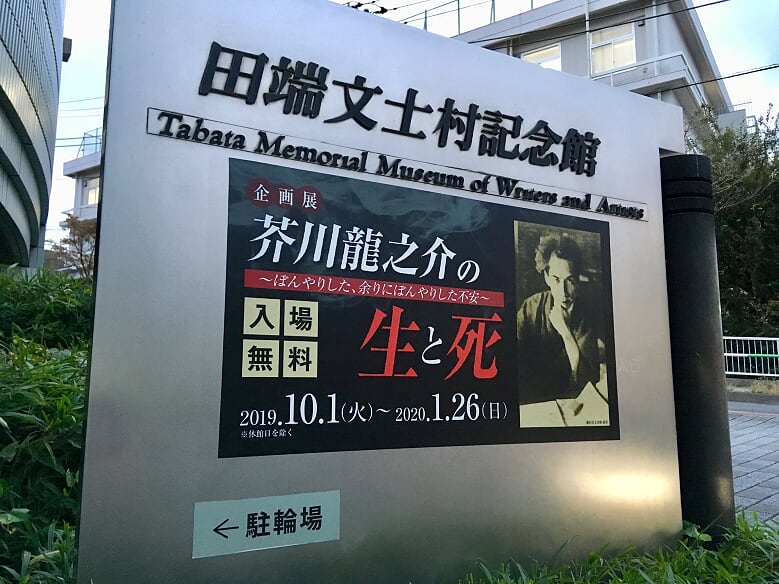 田端文士村記念館
Tabata Memorial Museum of Writers and Artists
企画展
芥川龍之介の
～ぼんやりした、余りにぼんやりした不安～
生と死
入場
無料
2019.10.1(火)～2020.1.26(日)
※休館日を除く
←駐輪場